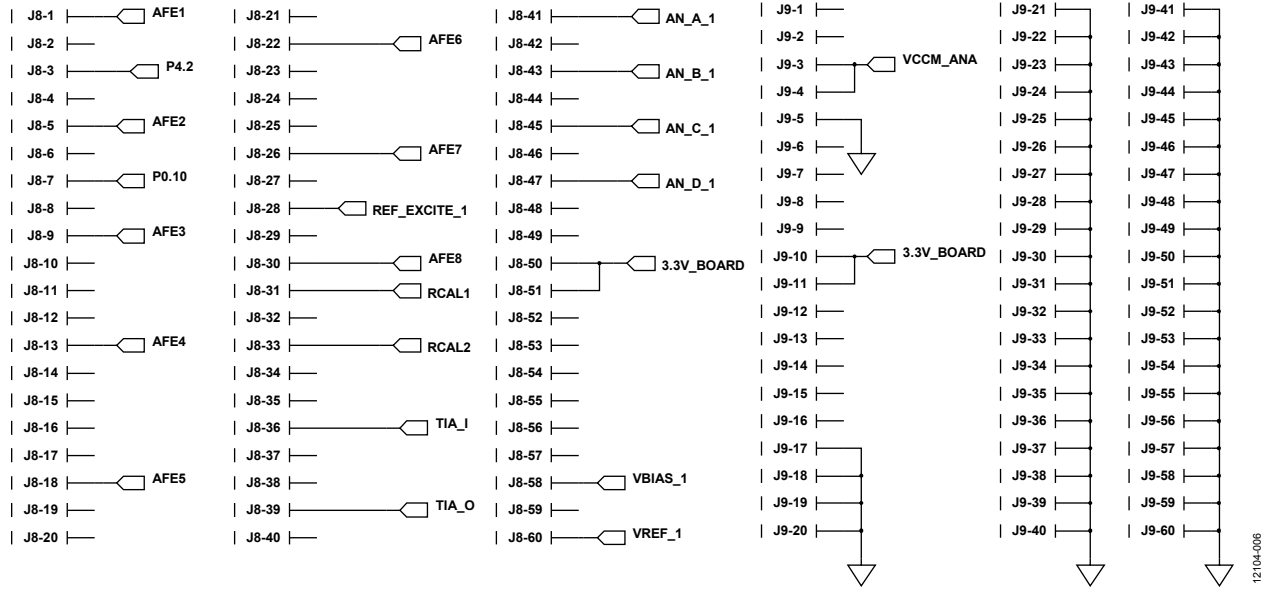 J8-1 AFE1
J8-2
J8-3 P4.2
J8-4
J8-5 AFE2
J8-6
J8-7 P0.10
J8-8
J8-9 AFE3
J8-10
J8-11
J8-12
J8-13 AFE4
J8-14
J8-15
J8-16
J8-17
J8-18 AFE5
J8-19
J8-20
J8-21
J8-22 AFE6
J8-23
J8-24
J8-25
J8-26 AFE7
J8-27
J8-28 REF_EXCITE_1
J8-29
J8-30 AFE8
J8-31 RCAL1
J8-32
J8-33 RCAL2
J8-34
J8-35
J8-36 TIA_I
J8-37
J8-38
J8-39 TIA_O
J8-40
J8-41 AN_A_1
J8-42
J8-43 AN_B_1
J8-44
J8-45 AN_C_1
J8-46
J8-47 AN_D_1
J8-48
J8-49
J8-50 3.3V_BOARD
J8-51
J8-52
J8-53
J8-54
J8-55
J8-56
J8-57
J8-58 VBIAS_1
J8-59
J8-60 VREF_1
J9-1
J9-2
J9-3 VCCM_ANA
J9-4
J9-5
J9-6
J9-7
J9-8
J9-9
J9-10 3.3V_BOARD
J9-11
J9-12
J9-13
J9-14
J9-15
J9-16
J9-17
J9-18
J9-19
J9-20
J9-21
J9-22
J9-23
J9-24
J9-25
J9-26
J9-27
J9-28
J9-29
J9-30
J9-31
J9-32
J9-33
J9-34
J9-35
J9-36
J9-37
J9-38
J9-39
J9-40
J9-41
J9-42
J9-43
J9-44
J9-45
J9-46
J9-47
J9-48
J9-49
J9-50
J9-51
J9-52
J9-53
J9-54
J9-55
J9-56
J9-57
J9-58
J9-59
J9-60
12104-006